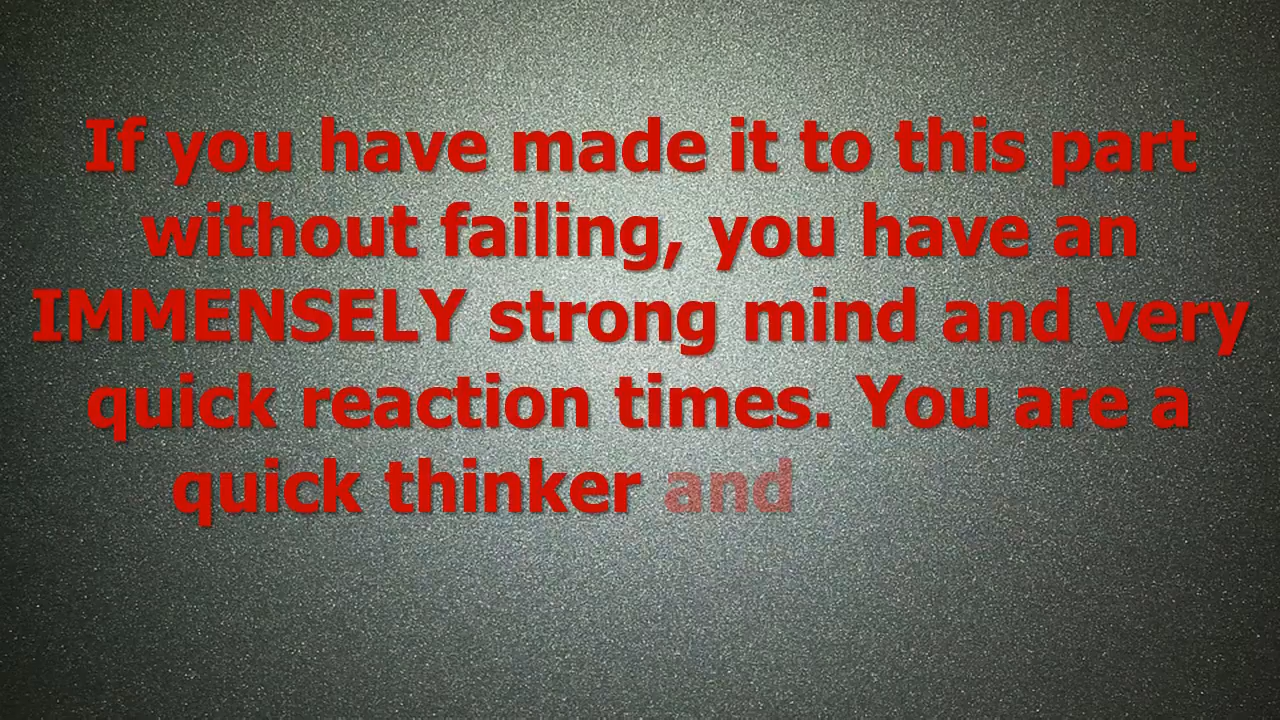 If you have made it to this part
without failing, you have an
IMMENSELY strong mind and very
quick reaction times. You are a
quick thinker and